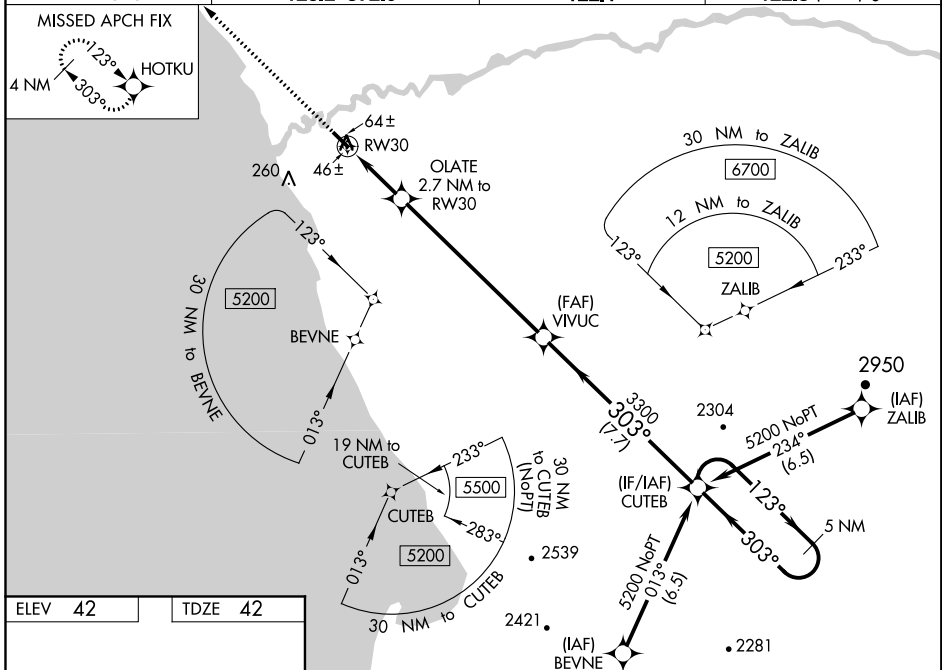 MISSED APCH FIX
HOTKU
4 NM
123°
303°
64±
RW30
46±
260
OLATE
2.7 NM to
RW30
30 NM to ZALIB
6700
12 NM to ZALIB
5200
123°
233°
ZALIB
123°
30 NM to BEVNE
5200
BEVNE
013°
(FAF)
VIVUC
3300
303°
(7.7)
2304
2950
(IAF)
ZALIB
5200 NoPT
234°
(6.5)
(IF/IAF)
CUTEB
123°
303°
5 NM
19 NM to
CUTEB
233°
5500
30 NM
to CUTEB
(NoPT)
283°
CUTEB
5200
013°
30 NM to CUTEB
2539
2421
5200 NoPT
013°
(6.5)
(IAF)
BEVNE
2281
ELEV 42
TDZE 42